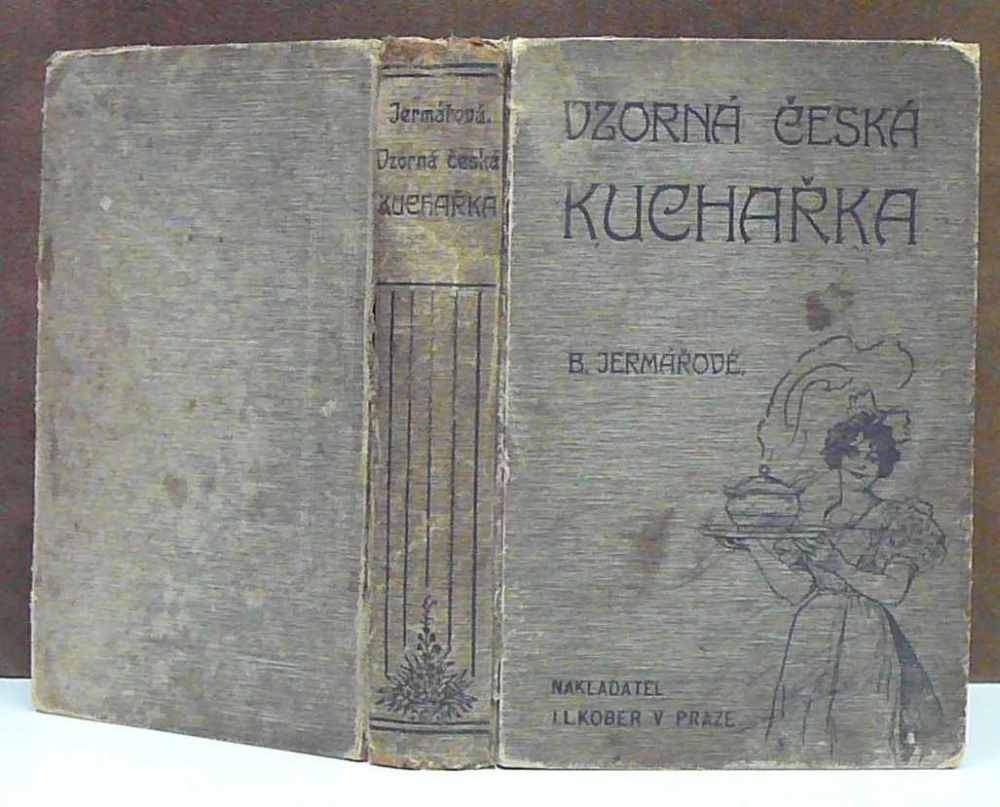 Jermářová.
Vzorná česká
KUCHAŘKA
VZORNÁ ČESKÁ
KUCHAŘKA
B. JERMÁŘOVÉ.
NAKLADATEL
I.L.KOBER V PRAZE